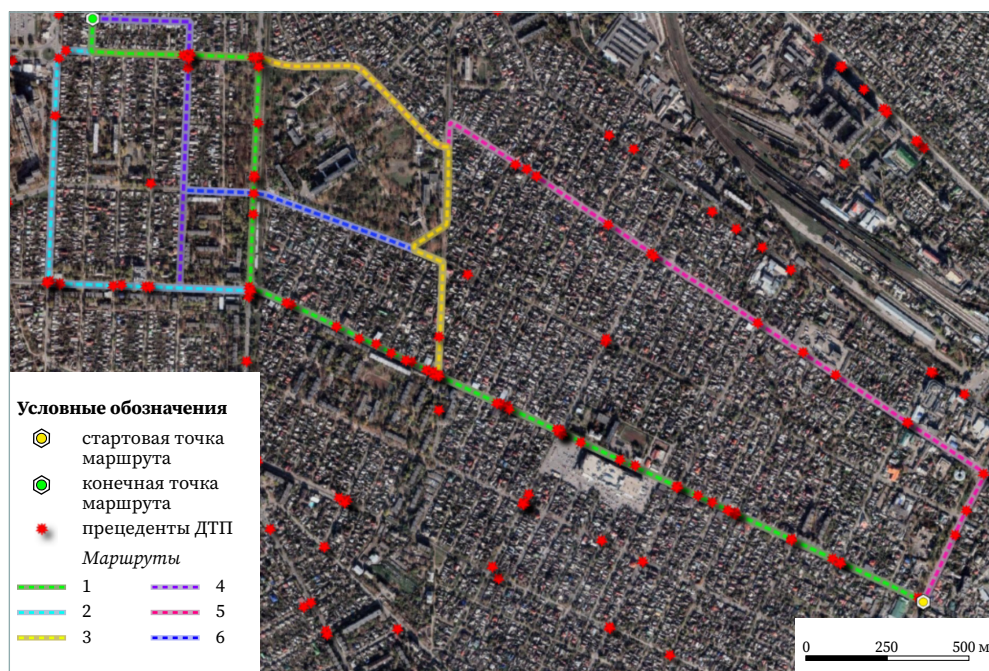 Условные обозначения
стартовая точка
маршрута
конечная точка
маршрута
прецеденты ДТП
Маршруты
1 4
2 5
3 6
0 250 500 м